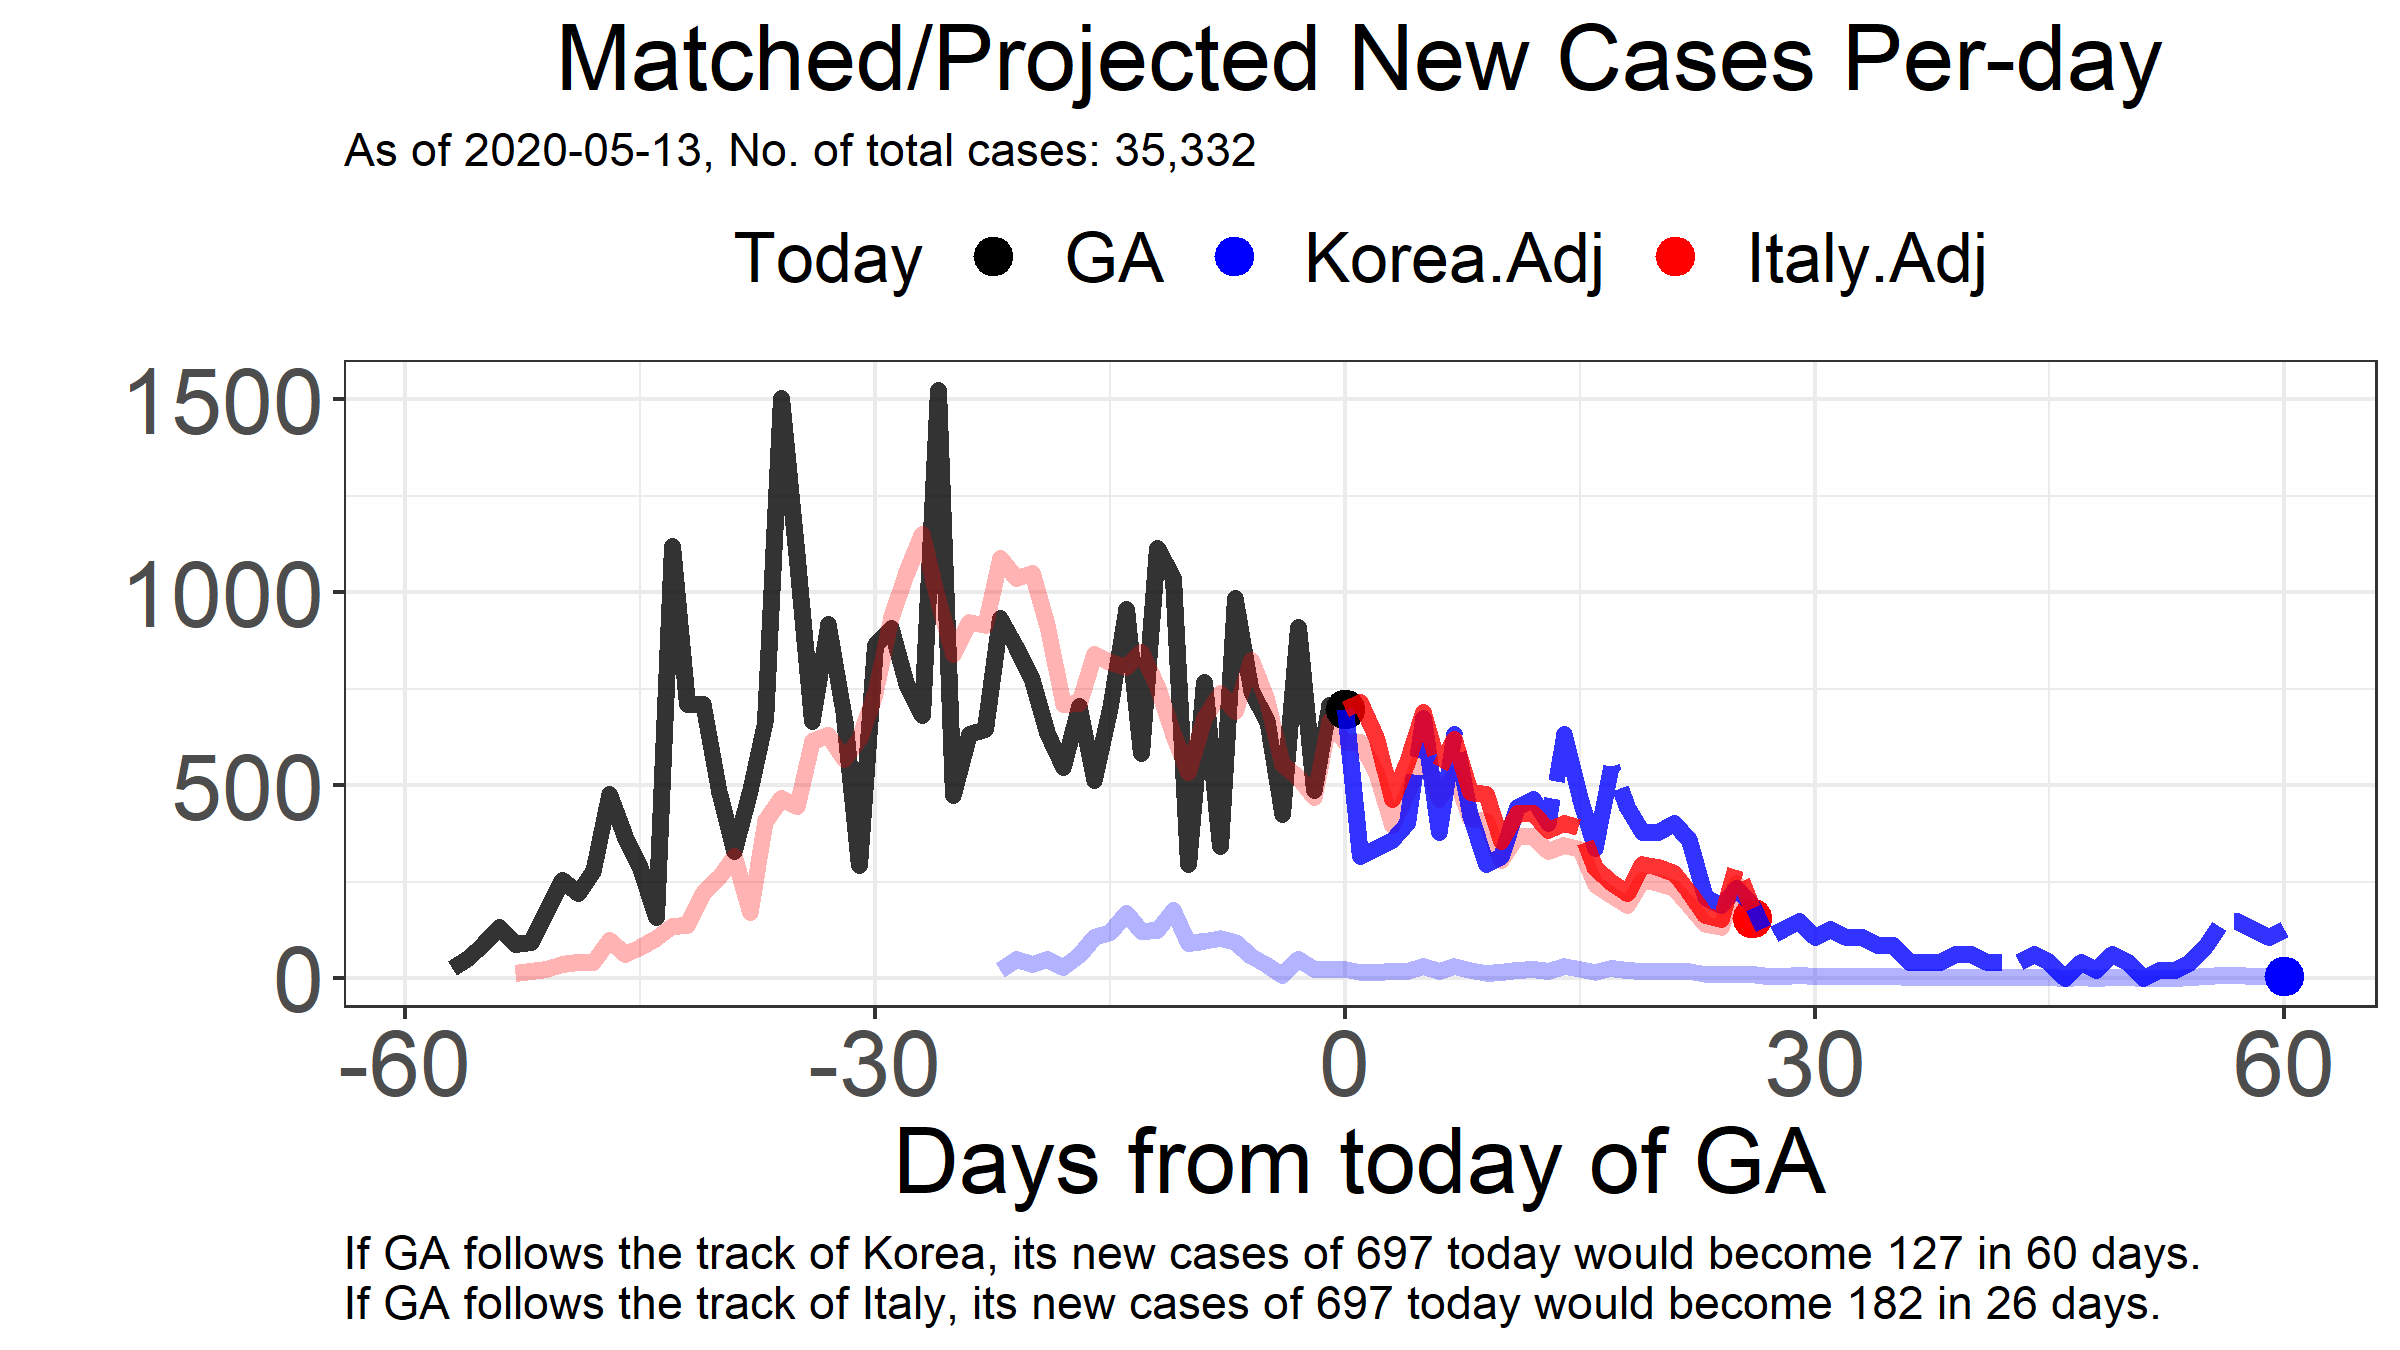 Matched/Projected New Cases Per-day
As of 2020-05-13, No. of total cases: 35,332
Today GA Korea.Adj Italy.Adj
1500
1000
500
0
-60 -30 0 30 60
Days from today of GA
If GA follows the track of Korea, its new cases of 697 today would become 127 in 60 days.
If GA follows the track of Italy, its new cases of 697 today would become 182 in 26 days.